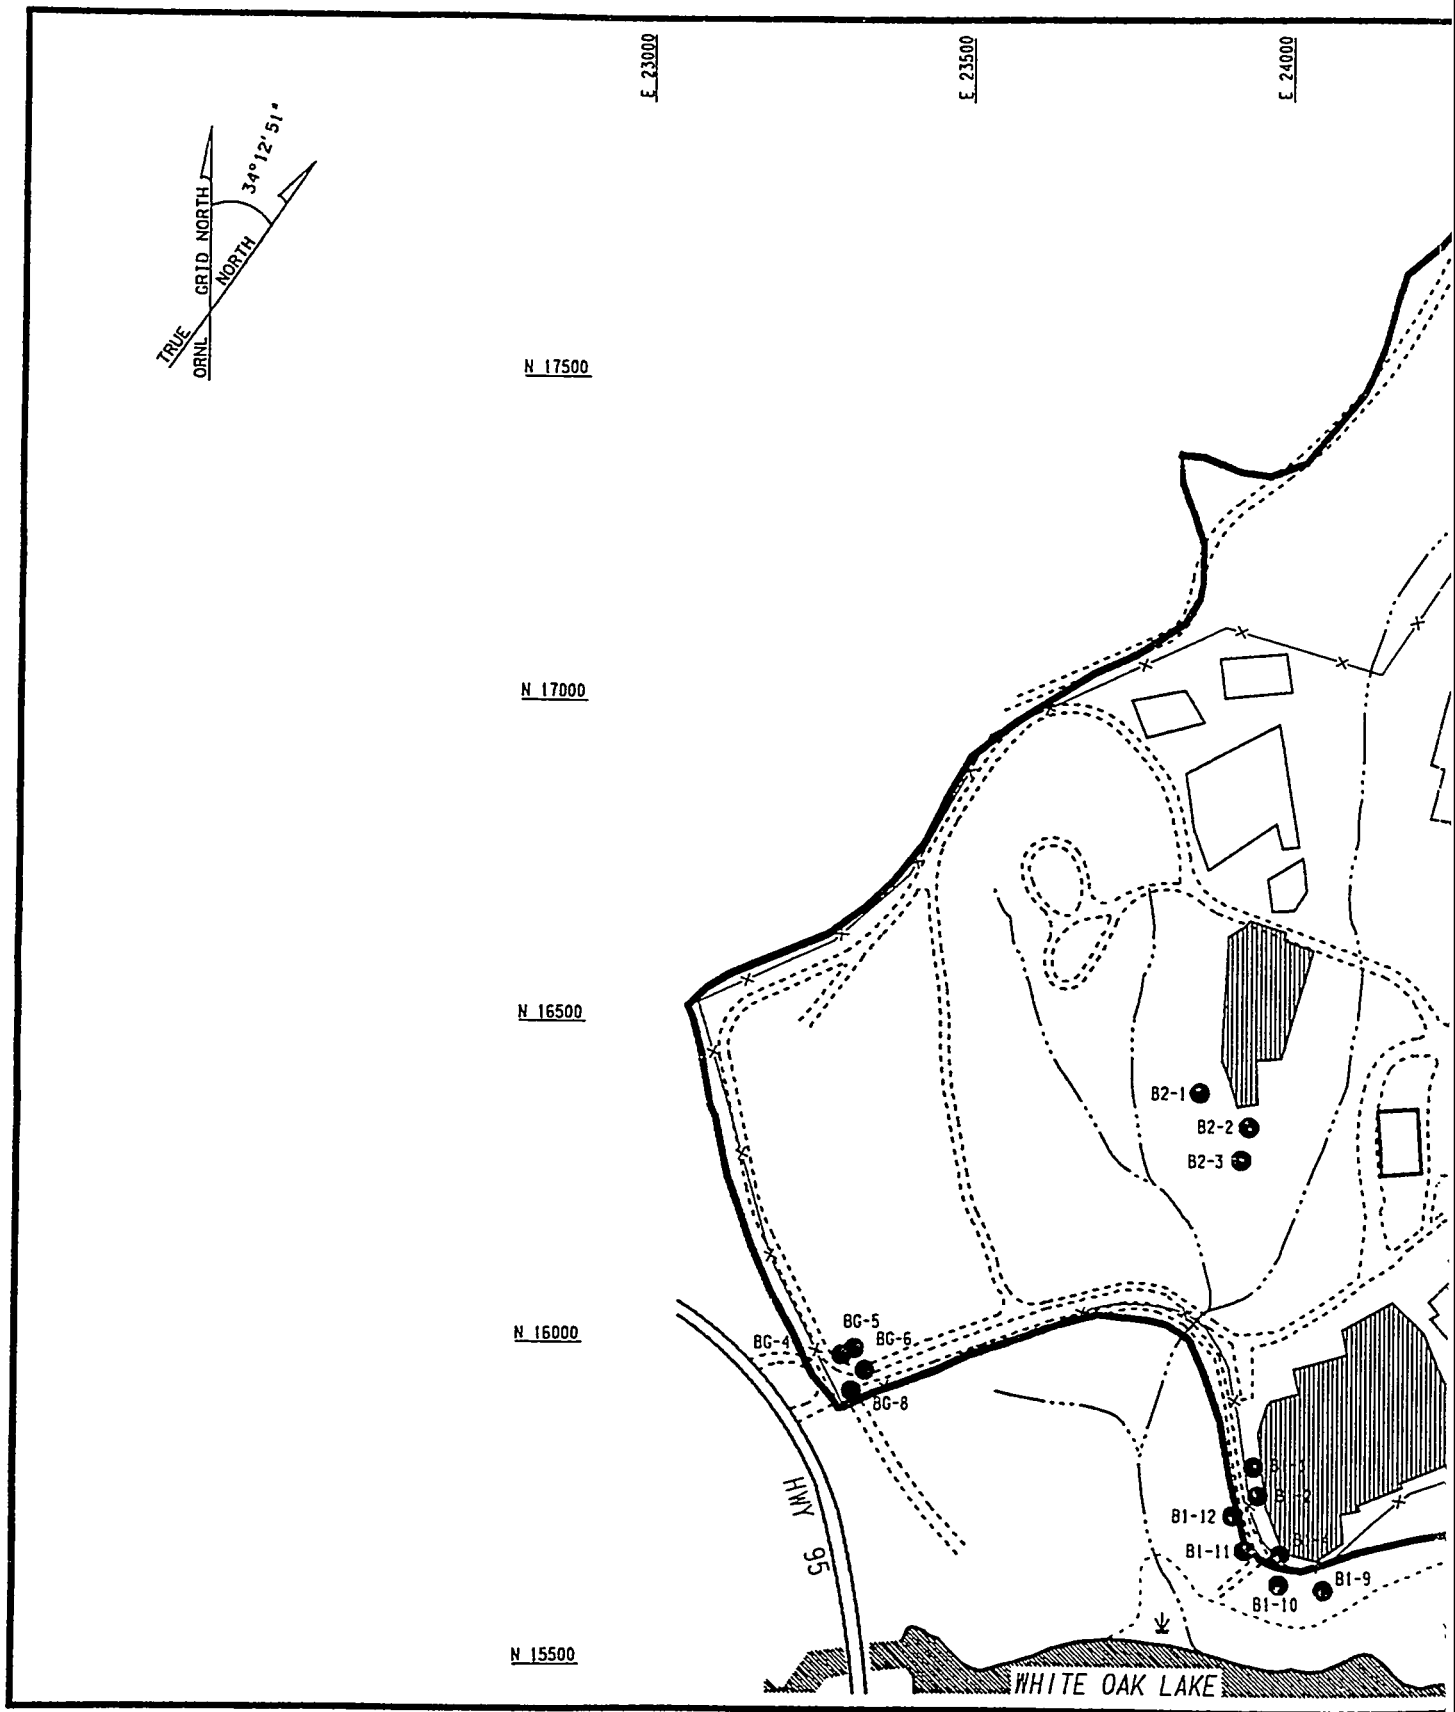 E 23000
E 23500
E 24000
34°12'51"
ORNL GRID NORTH
TRUE NORTH
N 17500
N 17000
N 16500
B2-1
B2-2
B2-3
N 16000
BG-5
BG-4
BG-6
BG-8
HWY 95
B1-12
B1-11
B1-9
B1-10
N 15500
WHITE OAK LAKE